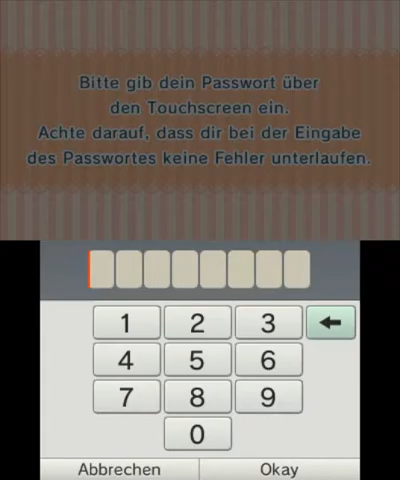 Bitte gib dein Passwort über
den Touchscreen ein.
Achte darauf, dass dir bei der Eingabe
des Passwortes keine Fehler unterlaufen.
1 2 3
4 5 6
7 8 9
0
Abbrechen Okay